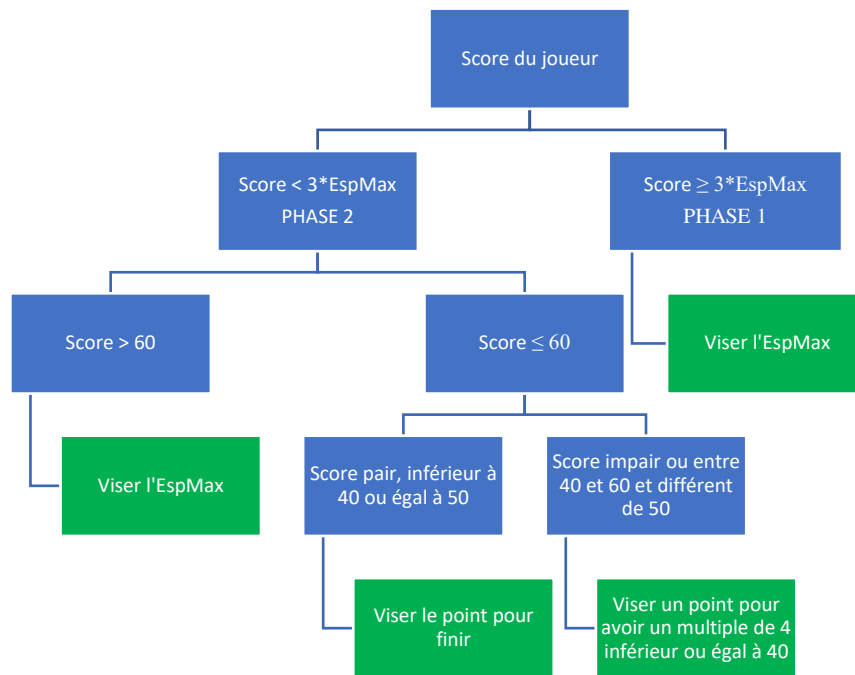 Score du joueur
Score < 3*EspMax
PHASE 2
Score ≥ 3*EspMax
PHASE 1
Score > 60
Score ≤ 60
Viser l'EspMax
Viser l'EspMax
Score pair, inférieur à
40 ou égal à 50
Score impair ou entre
40 et 60 et différent
de 50
Viser le point pour
finir
Viser un point pour
avoir un multiple de 4
inférieur ou égal à 40